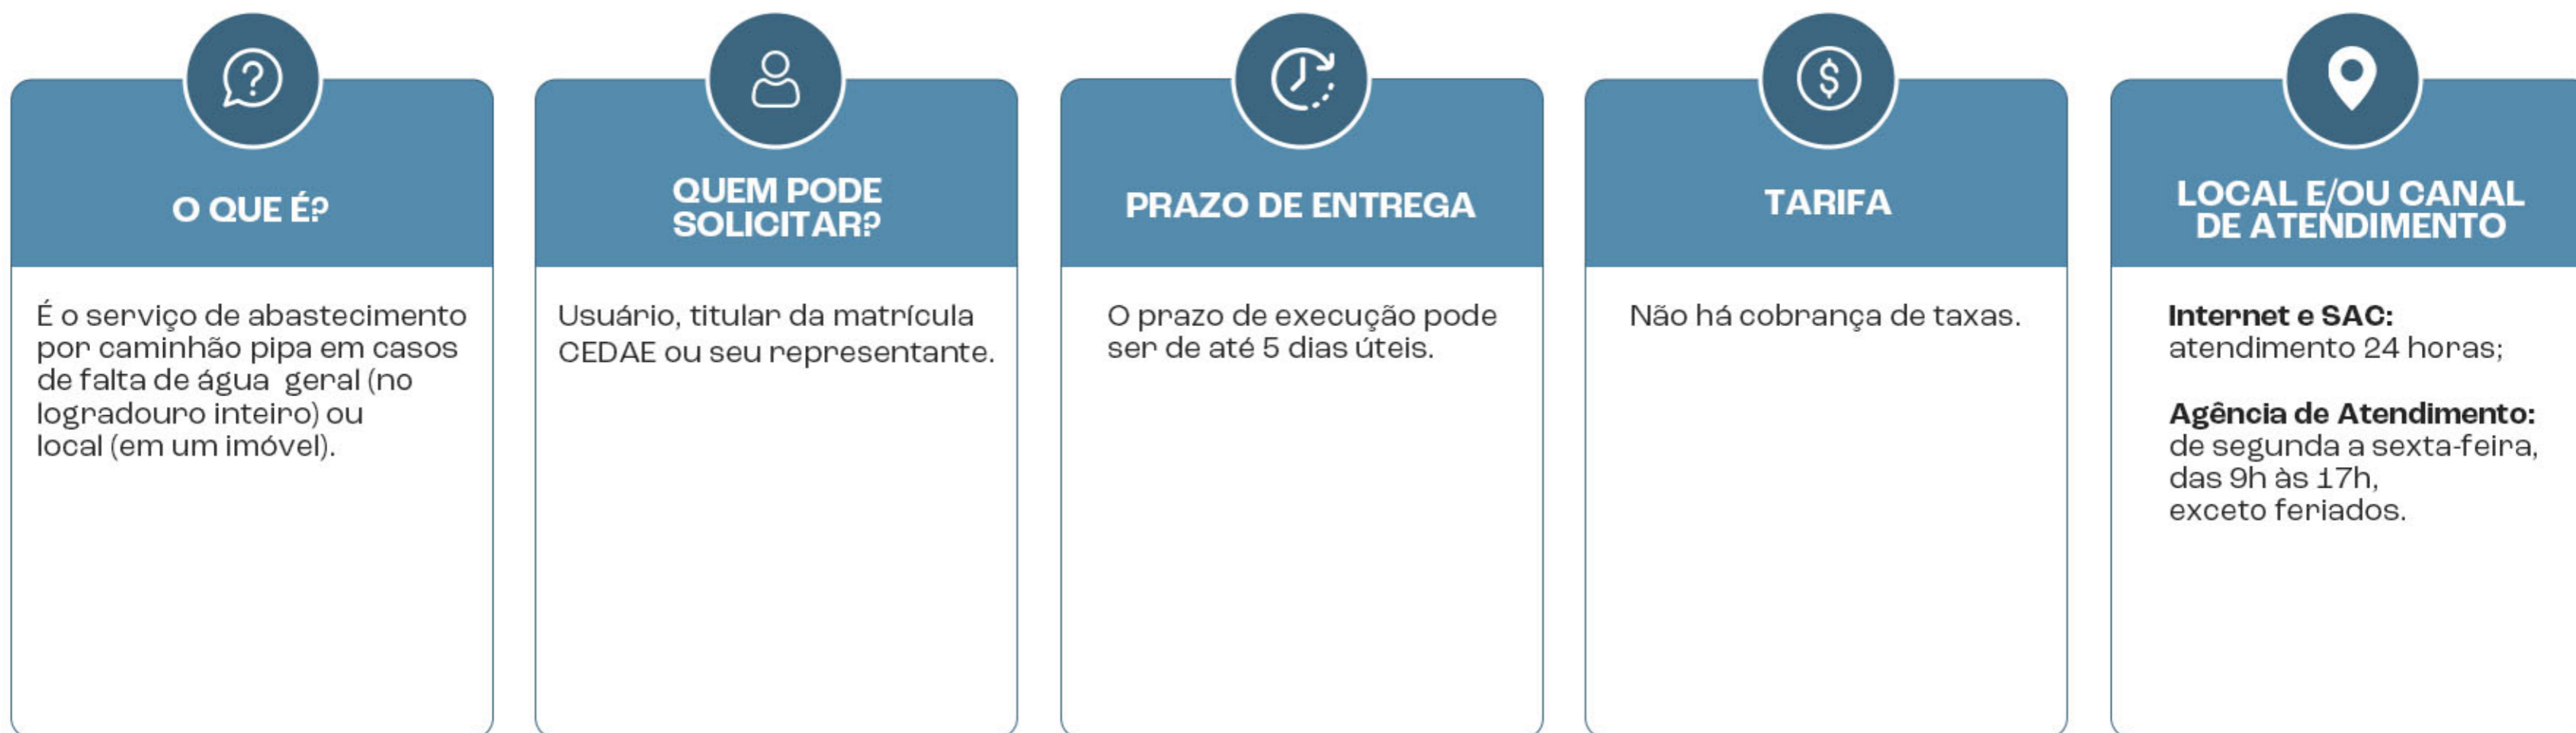 O QUE É?
É o serviço de abastecimento
por caminhão pipa em casos
de falta de água  geral (no
logradouro inteiro) ou
local (em um imóvel).
QUEM PODE
SOLICITAR?
Usuário, titular da matrícula
CEDAE ou seu representante.
PRAZO DE ENTREGA
O prazo de execução pode
ser de até 5 dias úteis.
TARIFA
Não há cobrança de taxas.
LOCAL E/OU CANAL
DE ATENDIMENTO
Internet e SAC:
atendimento 24 horas;
Agência de Atendimento:
de segunda a sexta-feira,
das 9h às 17h,
exceto feriados.